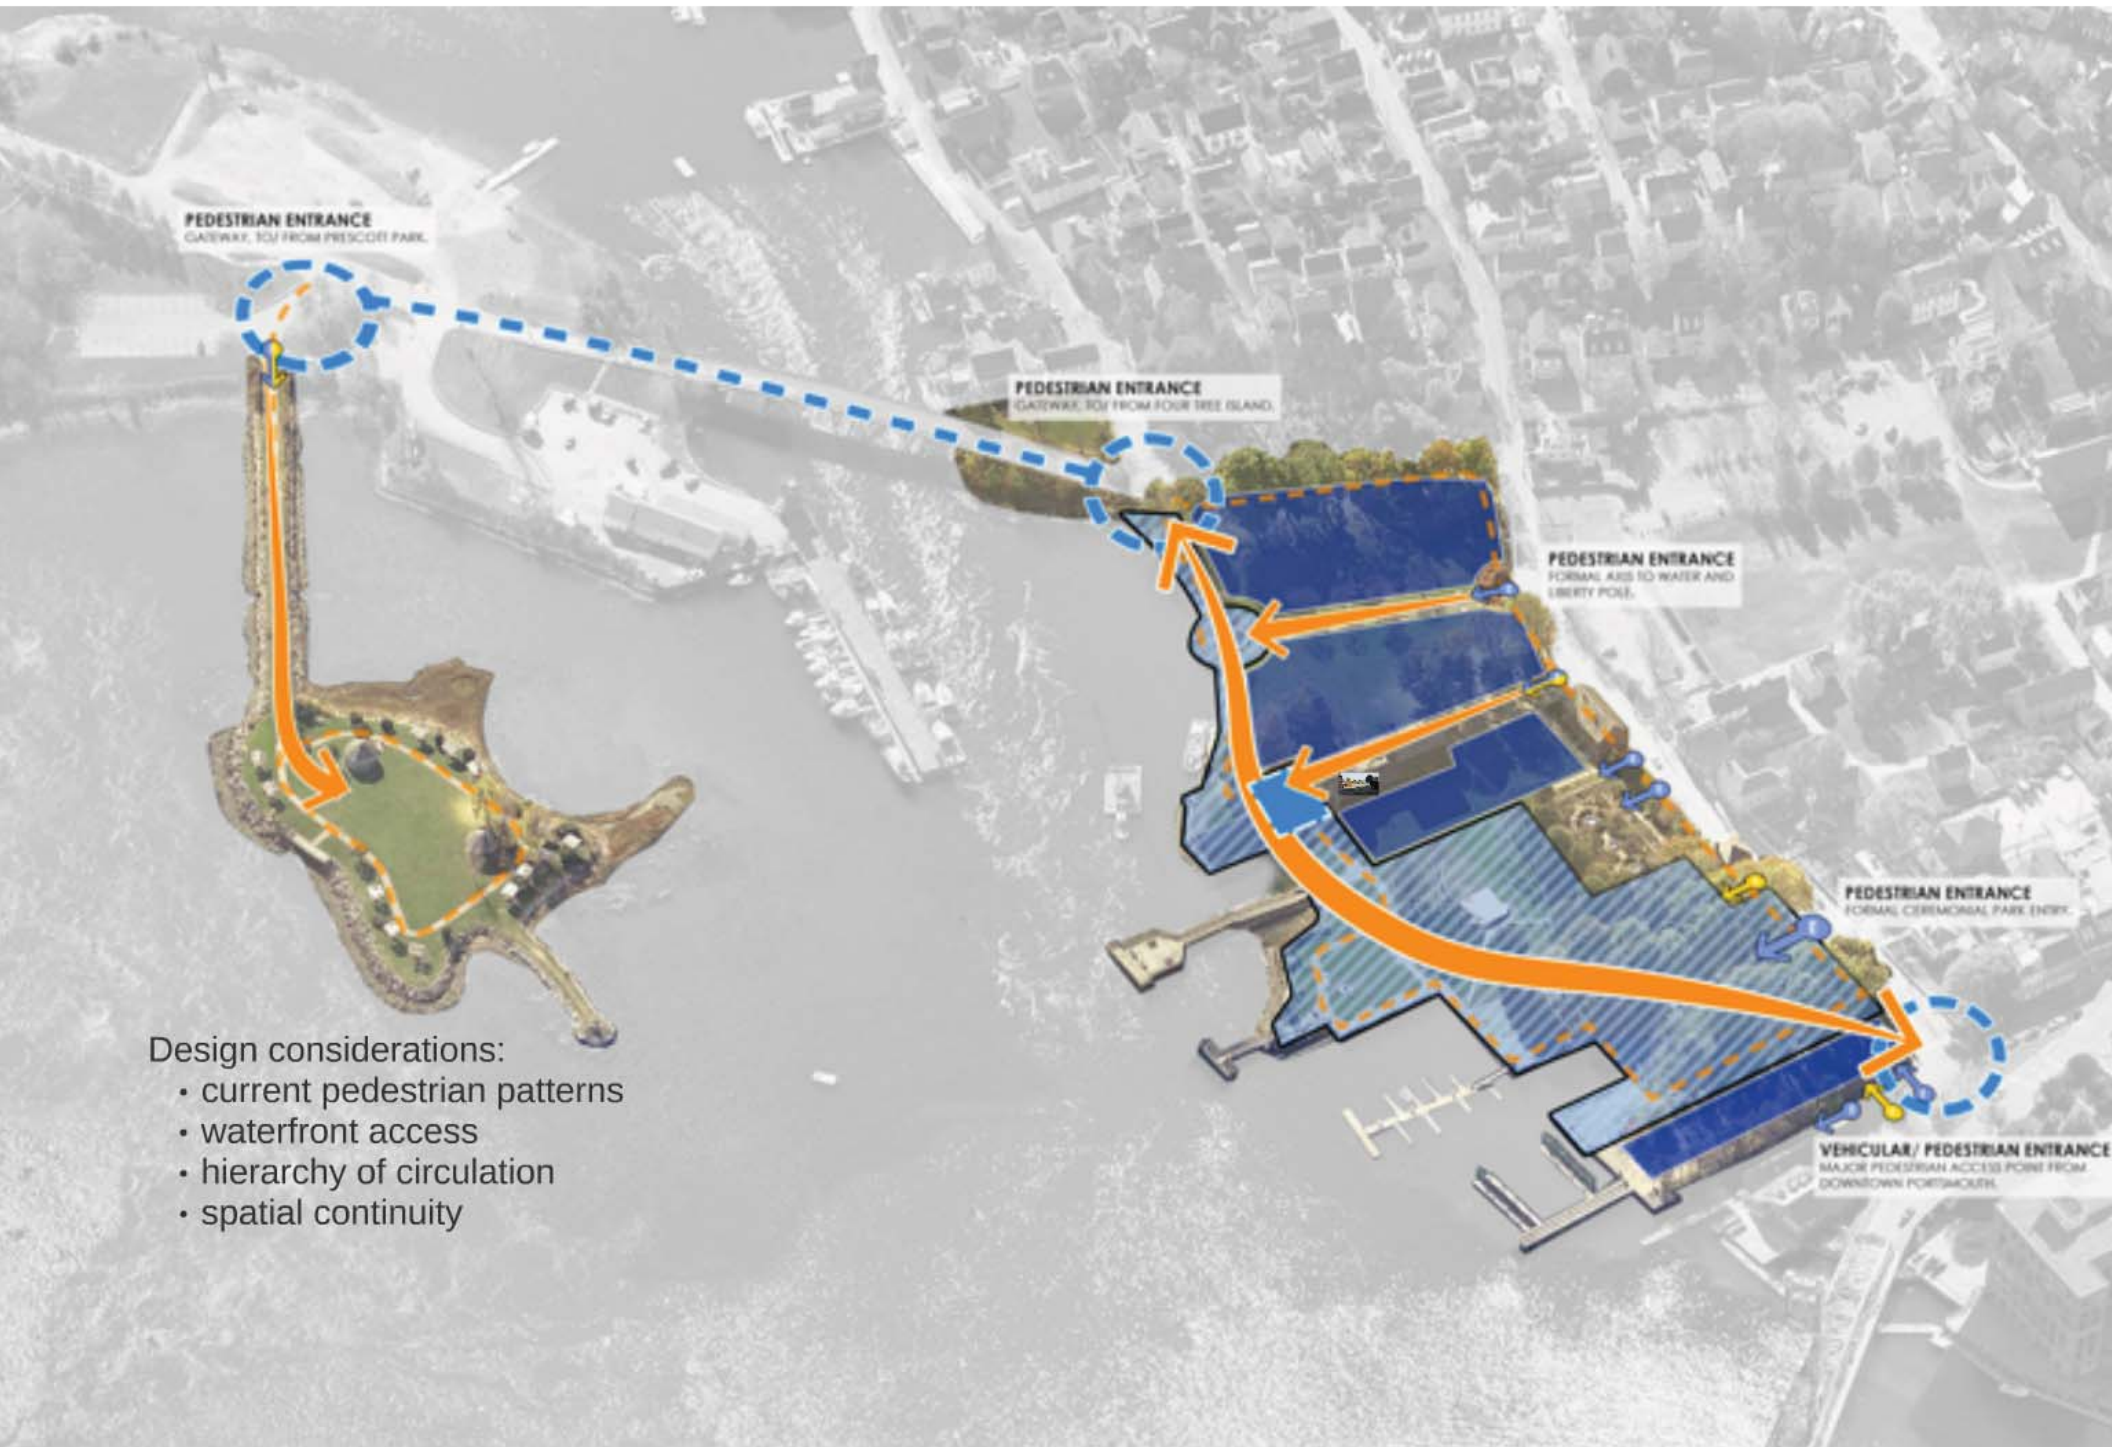 PEDESTRIAN ENTRANCE
GATEWAY, TO/ FROM PRESCOTT PARK.
PEDESTRIAN ENTRANCE
GATEWAY, TO/ FROM FOUR TREE ISLAND.
PEDESTRIAN ENTRANCE
FORMAL AXIS TO WATER AND
LIBERTY POLE.
PEDESTRIAN ENTRANCE
FORMAL CEREMONIAL PARK ENTRY.
VEHICULAR/ PEDESTRIAN ENTRANCE
MAJOR PEDESTRIAN ACCESS POINT FROM
DOWNTOWN PORTSMOUTH.
Design considerations:
• current pedestrian patterns
• waterfront access
• hierarchy of circulation
• spatial continuity